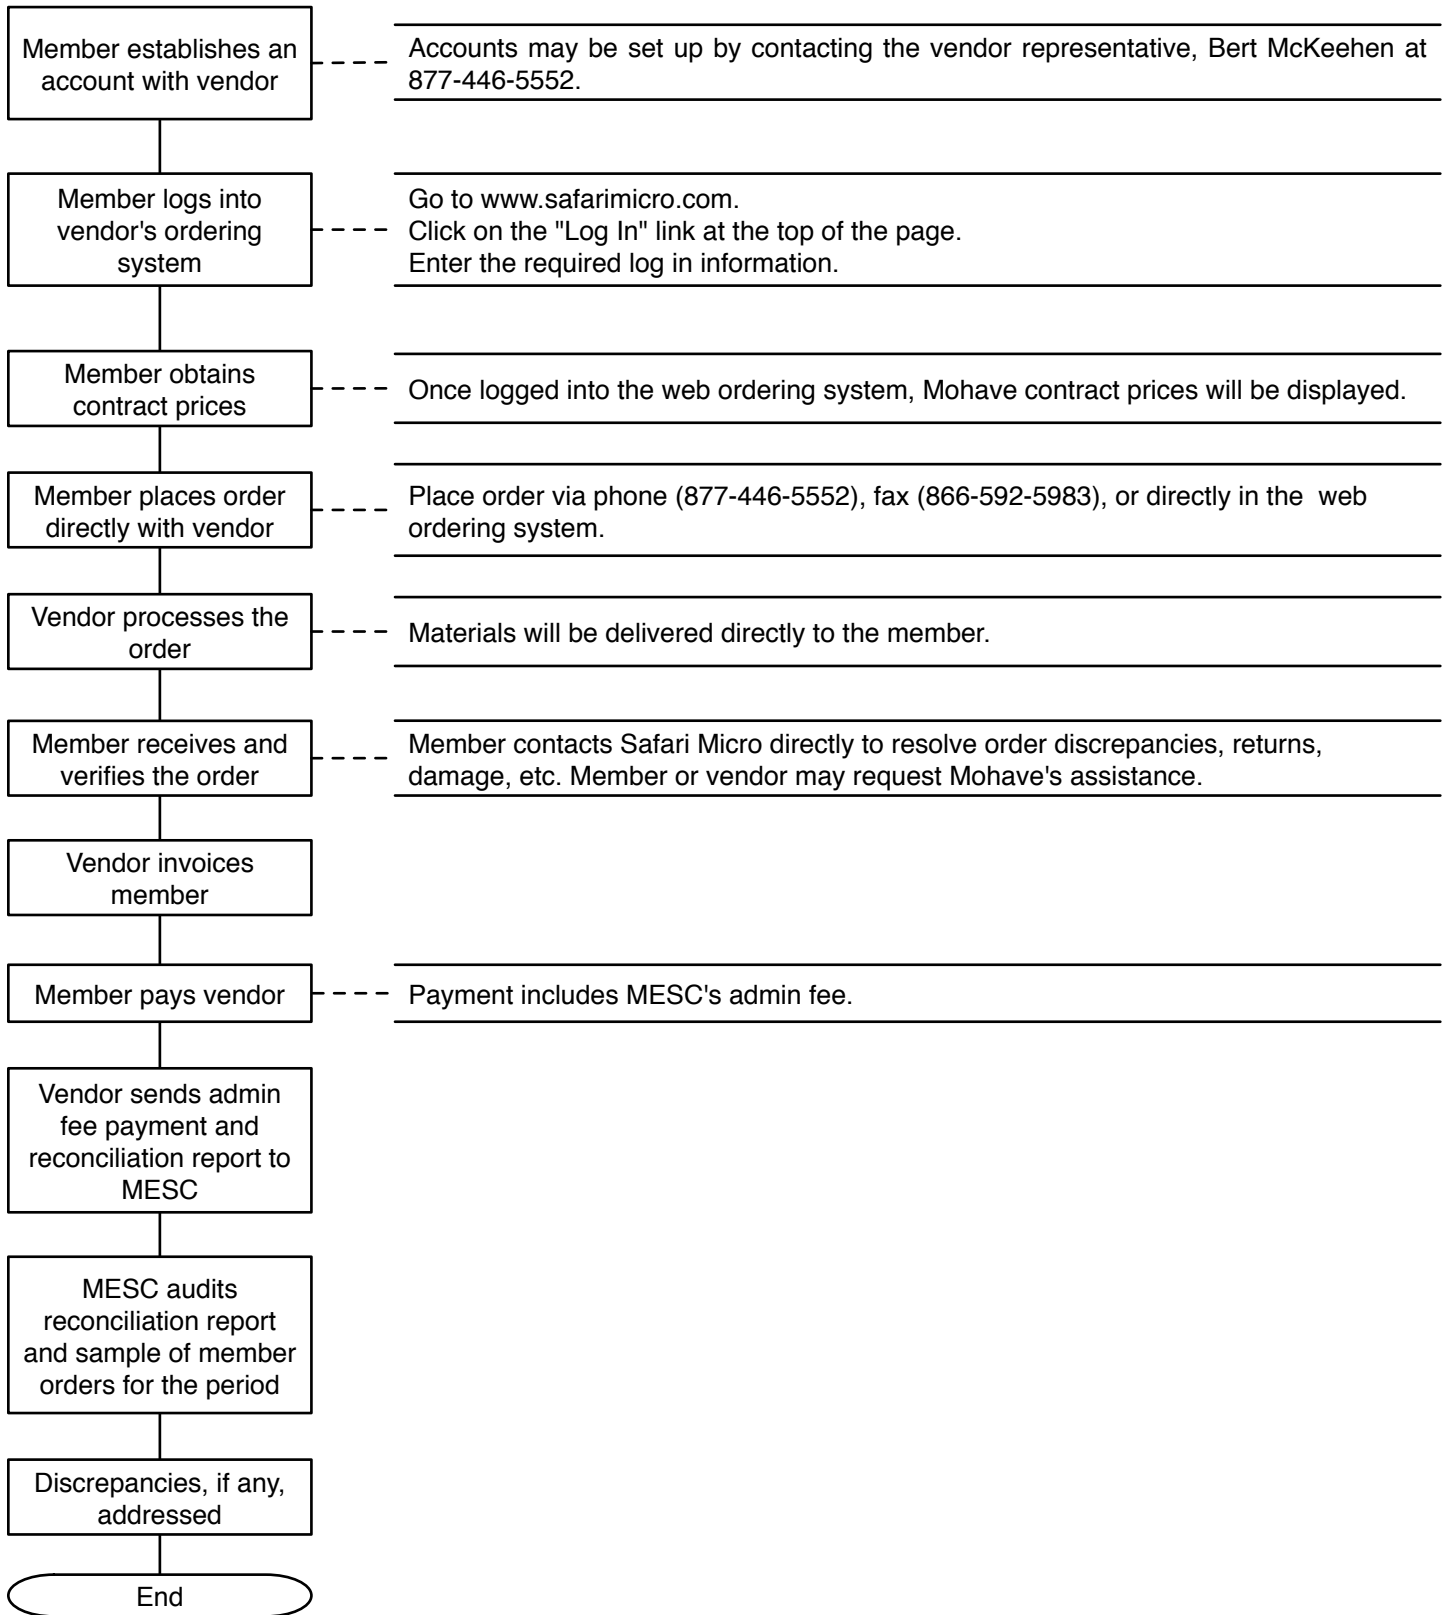 Member establishes an
account with vendor
Accounts may be set up by contacting the vendor representative, Bert McKeehen at
877-446-5552.
Member logs into
vendor's ordering
system
Go to www.safarimicro.com.
Click on the "Log In" link at the top of the page.
Enter the required log in information.
Member obtains
contract prices
Once logged into the web ordering system, Mohave contract prices will be displayed.
Member places order
directly with vendor
Place order via phone (877-446-5552), fax (866-592-5983), or directly in the  web
ordering system.
Vendor processes the
order
Materials will be delivered directly to the member.
Member receives and
verifies the order
Member contacts Safari Micro directly to resolve order discrepancies, returns,
damage, etc. Member or vendor may request Mohave's assistance.
Vendor invoices
member
Member pays vendor
Payment includes MESC's admin fee.
Vendor sends admin
fee payment and
reconciliation report to
MESC
MESC audits
reconciliation report
and sample of member
orders for the period
Discrepancies, if any,
addressed
End